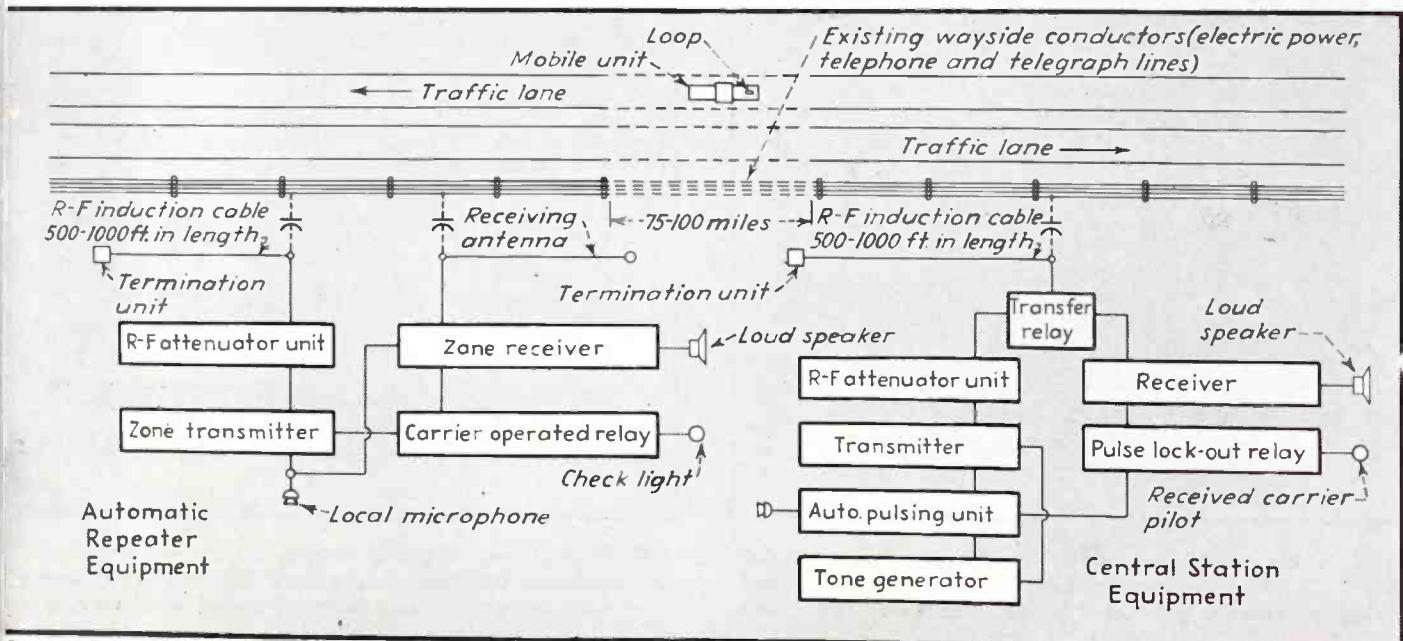 Loop
Existing wayside conductors(electric power,
telephone and telegraph lines)
Mobile unit
Traffic lane
Traffic lane
R-F induction cable
500-1000 ft. in length
Receiving
antenna
-75-100 miles
R-F induction cable
500-1000 ft. in length
Termination
unit
Termination unit
Transfer
relay
Loud
speaker
R-F attenuator unit
Zane receiver
Loud speaker
R-F attenuator unit
Receiver
Zone transmitter
Carrier operated relay
Transmitter
Pulse lock-out relay
Check light
Received carrier
pilot
Local microphone
Auto. pulsing unit
Automatic
Repeater
Equipment
Tone generator
Central Station
Equipment